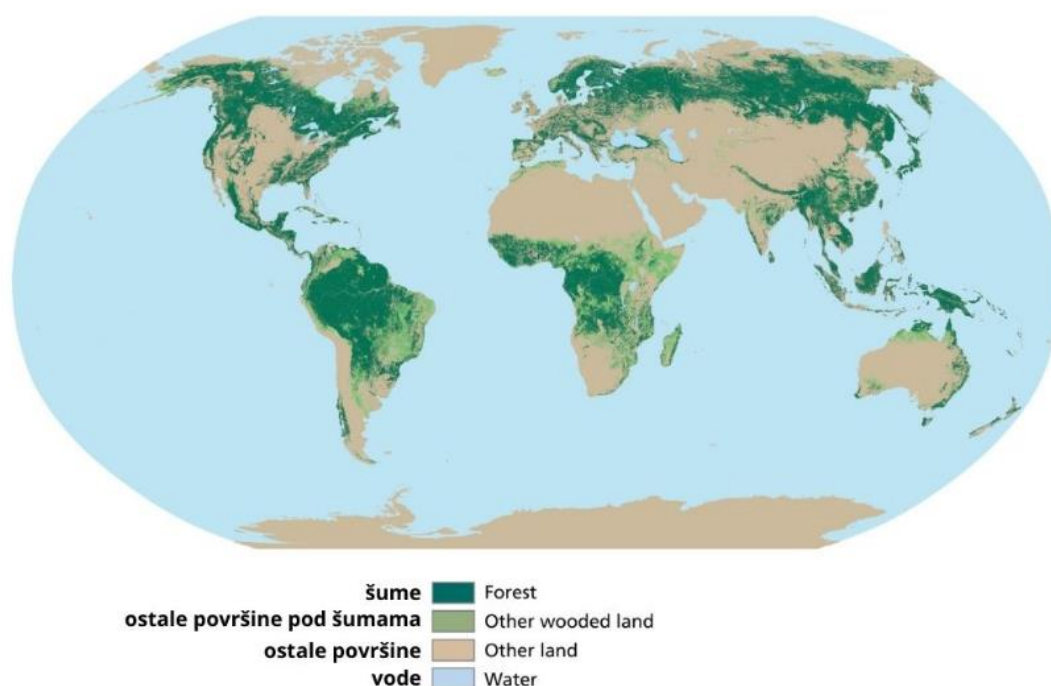 šume Forest
ostale površine pod šumama Other wooded land
ostale površine Other land
vode Water